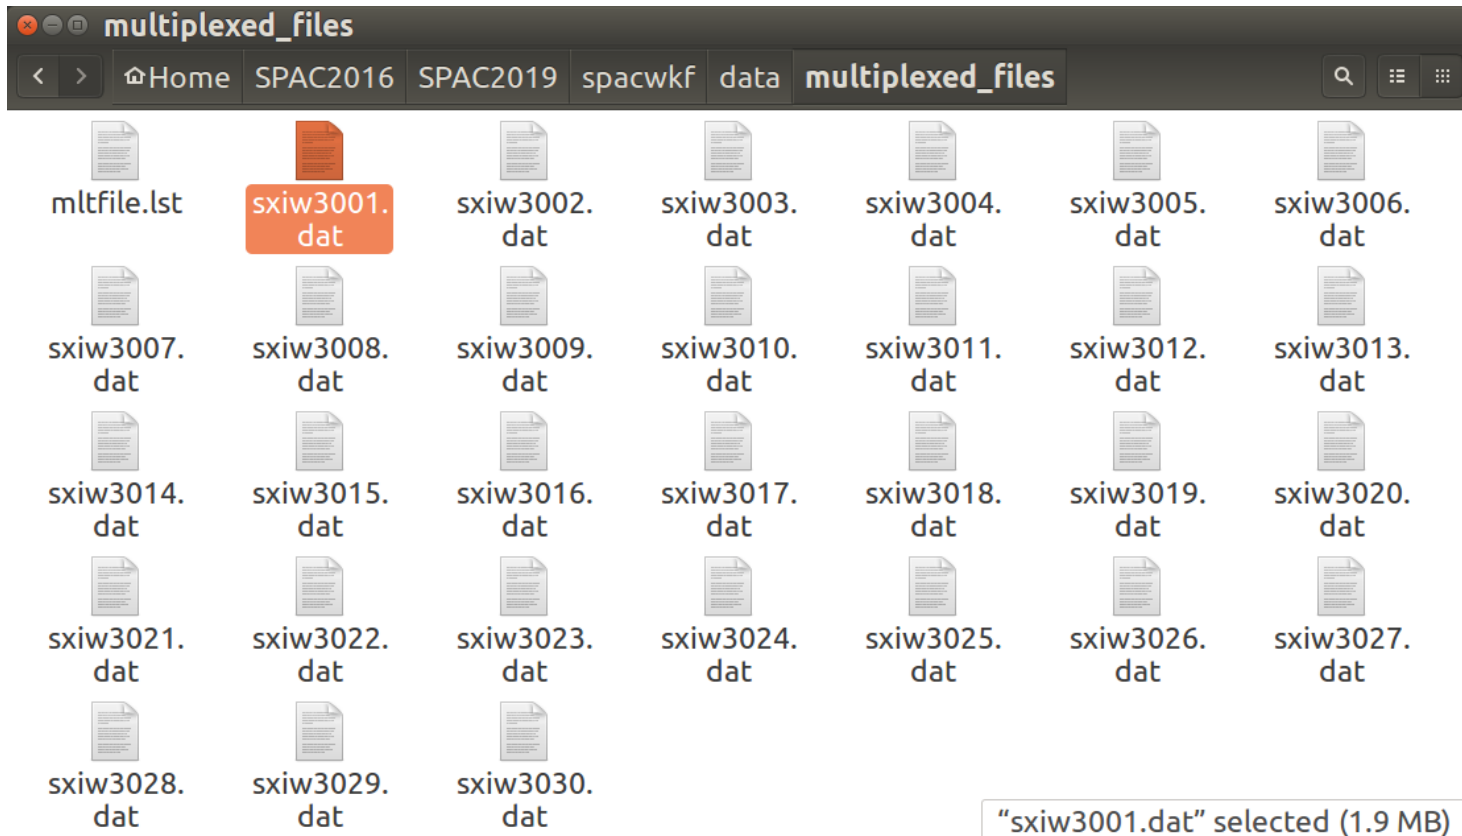 multiplexed_files
Home SPAC2016 SPAC2019 spacwkf data multiplexed_files
mltfile.lst sxiw3001. sxiw3002. sxiw3003. sxiw3004. sxiw3005. sxiw3006.
dat dat dat dat dat dat
sxiw3007. sxiw3008. sxiw3009. sxiw3010. sxiw3011. sxiw3012. sxiw3013.
dat dat dat dat dat dat dat
sxiw3014. sxiw3015. sxiw3016. sxiw3017. sxiw3018. sxiw3019. sxiw3020.
dat dat dat dat dat dat dat
sxiw3021. sxiw3022. sxiw3023. sxiw3024. sxiw3025. sxiw3026. sxiw3027.
dat dat dat dat dat dat dat
sxiw3028. sxiw3029. sxiw3030.
dat dat dat
“sxiw3001.dat” selected (1.9 MB)